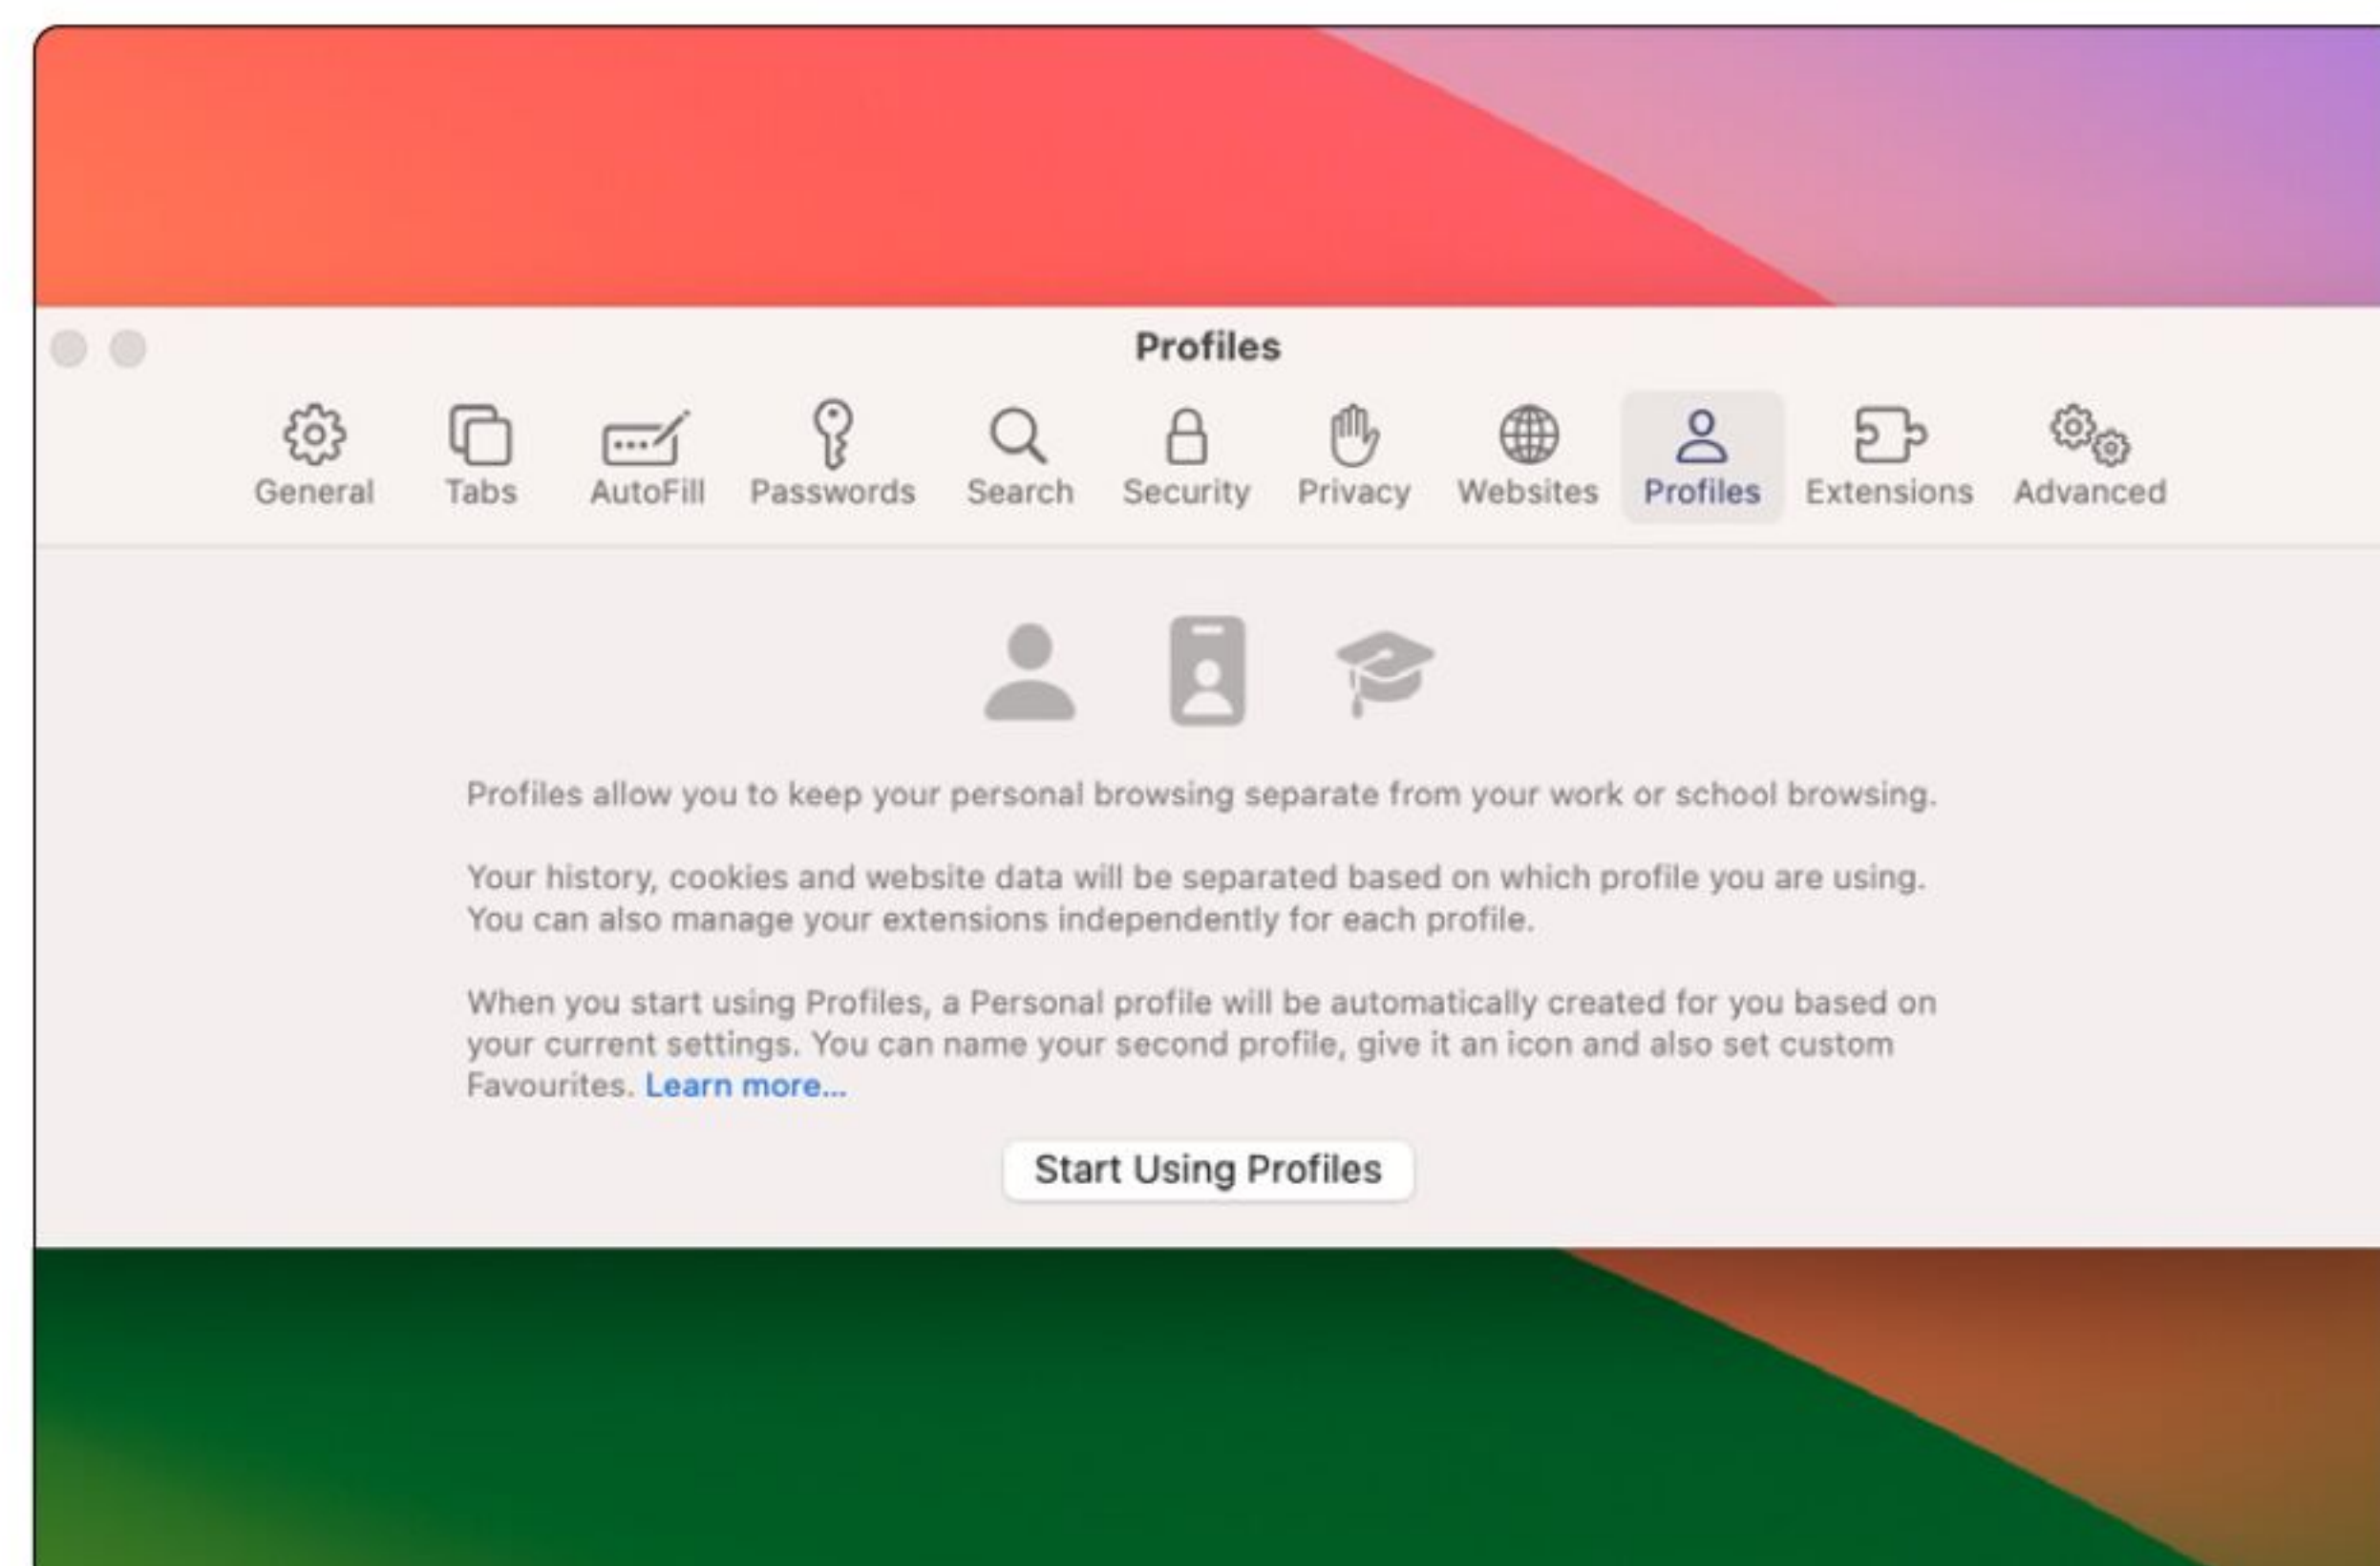 Profiles
General Tabs AutoFill Passwords Search Security Privacy Websites Profiles Extensions Advanced
Profiles allow you to keep your personal browsing separate from your work or school browsing.
Your history, cookies and website data will be separated based on which profile you are using.
You can also manage your extensions independently for each profile.
When you start using Profiles, a Personal profile will be automatically created for you based on
your current settings. You can name your second profile, give it an icon and also set custom
Favourites. Learn more...
Start Using Profiles